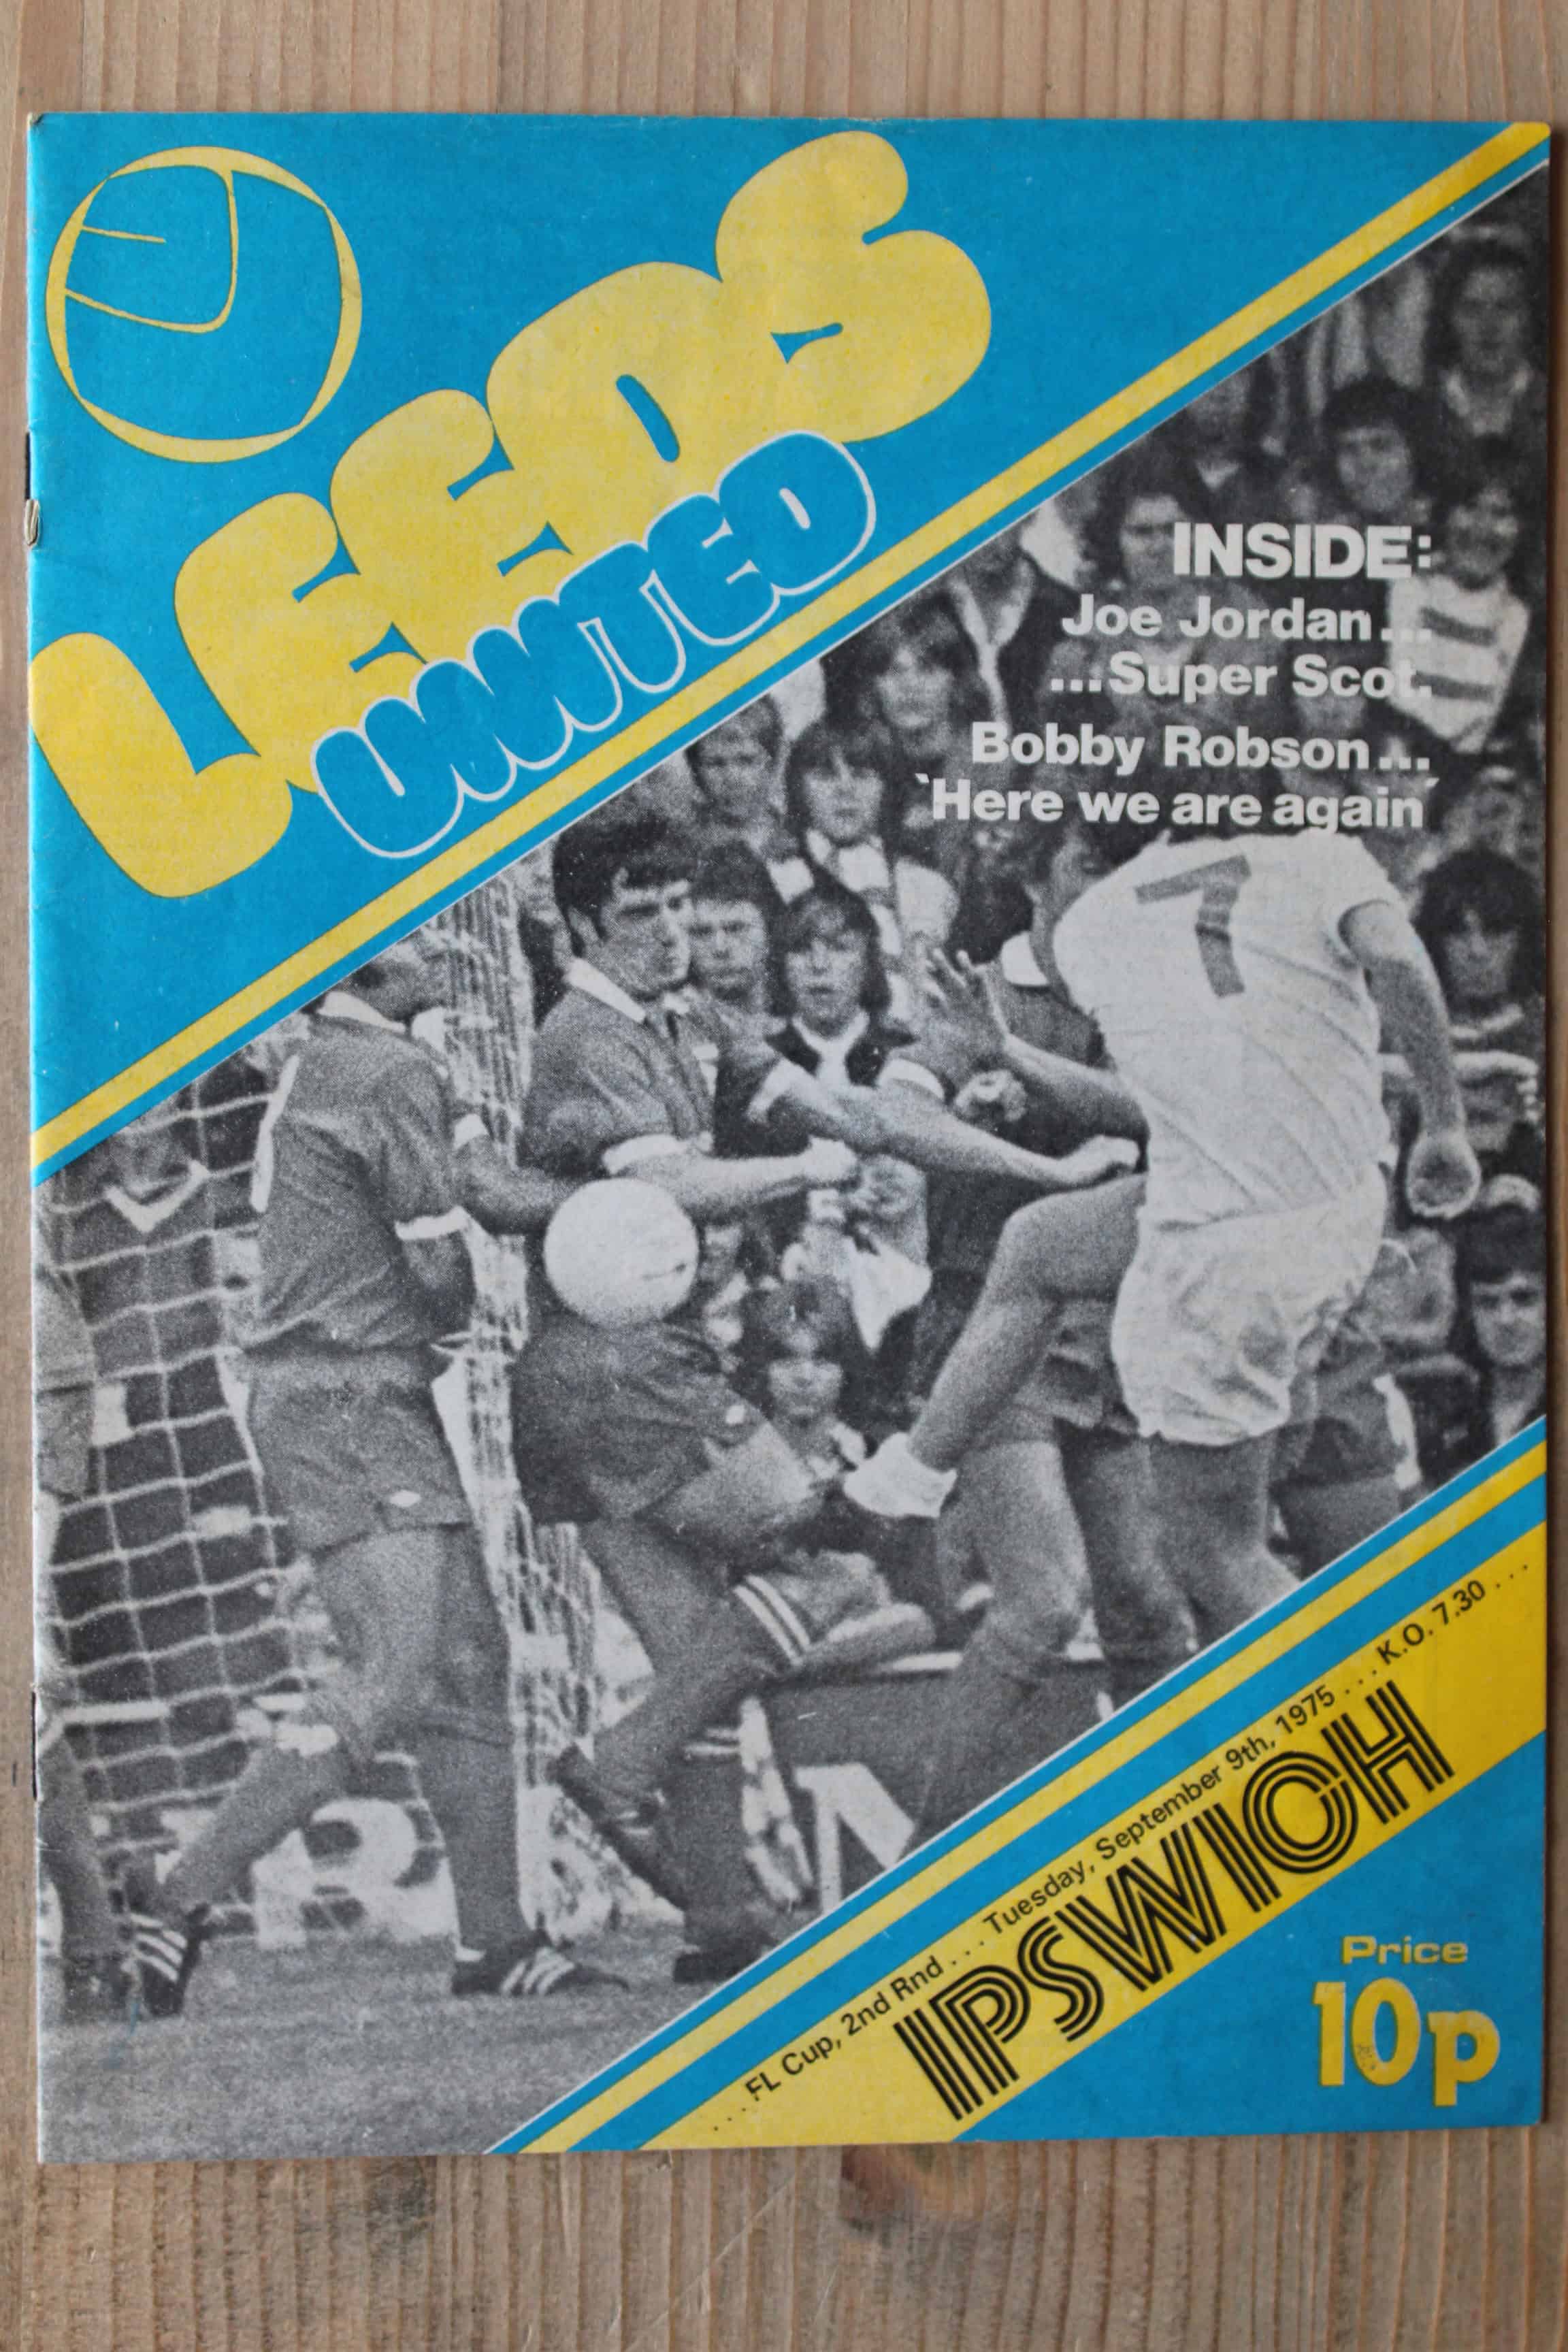 LEEDS
UNITED
INSIDE:
Joe Jordan...
...Super Scot.
Bobby Robson...
`Here we are again´
7
...FL Cup, 2nd Rnd...Tuesday, September 9th, 1975...K.O. 7.30...
IPSWICH
Price
10p